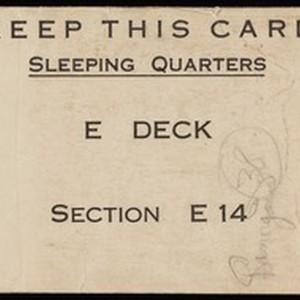 KEEP THIS CARD
SLEEPING QUARTERS
E DECK
SECTION E 14